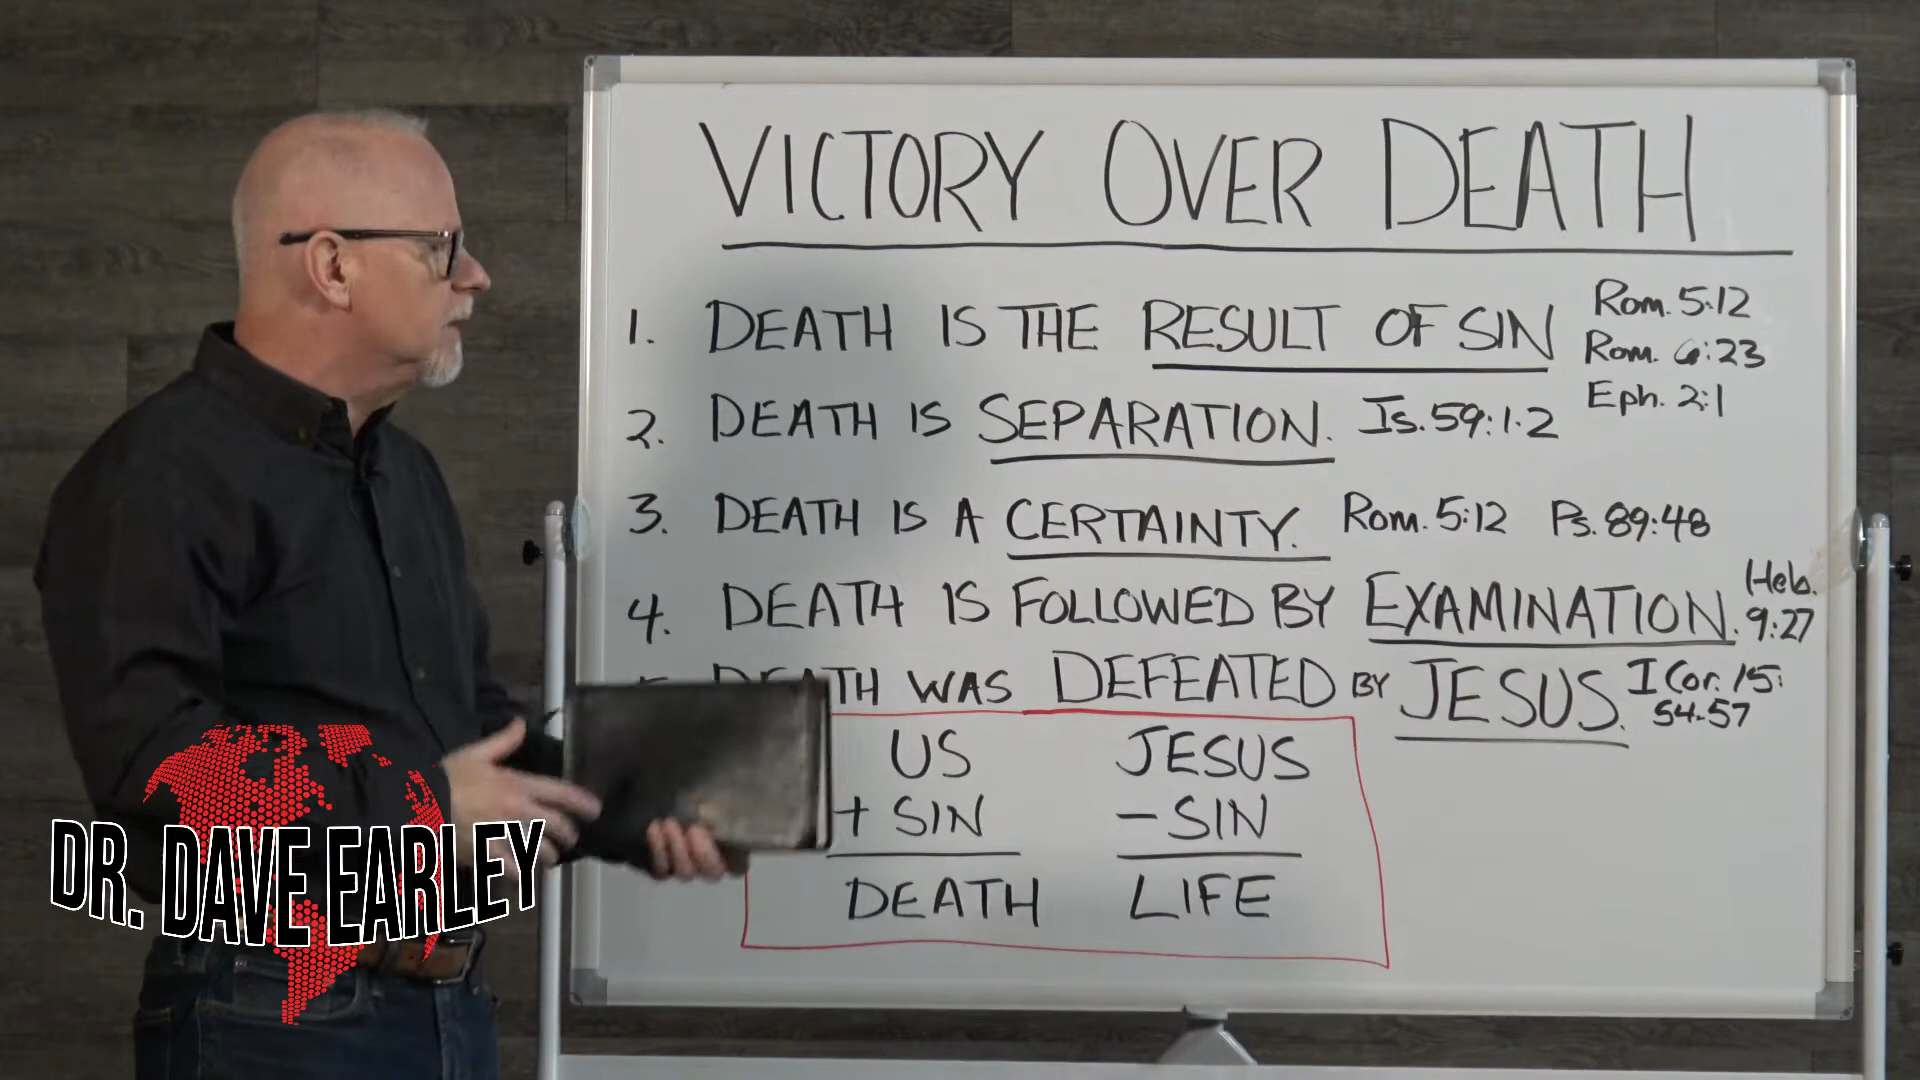 VICTORY OVER DEATH
1. DEATH IS THE RESULT OF SIN Rom. 5:12
Rom. 6:23
Eph. 2:1
2. DEATH IS SEPARATION. Is. 59:1-2
3. DEATH IS A CERTAINTY. Rom. 5:12 Ps. 89:48
4. DEATH IS FOLLOWED BY EXAMINATION. Heb. 9:27
DEATH WAS DEFEATED BY JESUS. I Cor. 15:
54-57
US JESUS
+ SIN - SIN
DEATH LIFE
DR. DAVE EARLEY